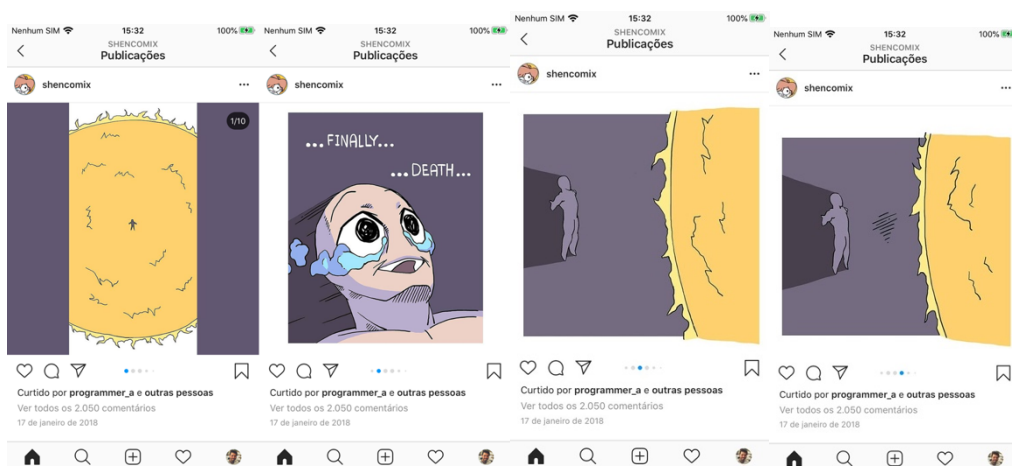 Nenhum SIM 15:32 100%
SHENCOMIX
Publicações
shencomix
1/10
Curtido por programmer_a e outras pessoas
Ver todos os 2.050 comentários
17 de janeiro de 2018
Nenhum SIM 15:32 100%
SHENCOMIX
Publicações
shencomix
...FINALLY...
...DEATH...
Curtido por programmer_a e outras pessoas
Ver todos os 2.050 comentários
17 de janeiro de 2018
Nenhum SIM 15:32 100%
SHENCOMIX
Publicações
shencomix
Curtido por programmer_a e outras pessoas
Ver todos os 2.050 comentários
17 de janeiro de 2018
Nenhum SIM 15:32 100%
SHENCOMIX
Publicações
shencomix
Curtido por programmer_a e outras pessoas
Ver todos os 2.050 comentários
17 de janeiro de 2018